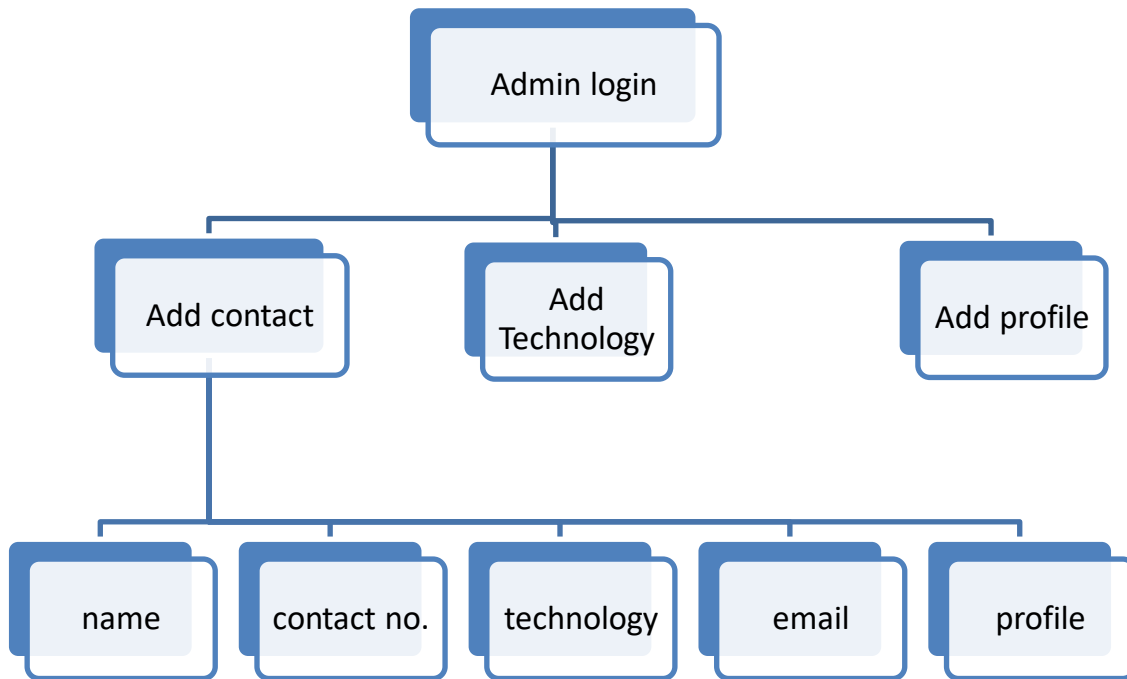 Admin login
Add contact
Add
Technology
Add profile
name
contact no.
technology
email
profile